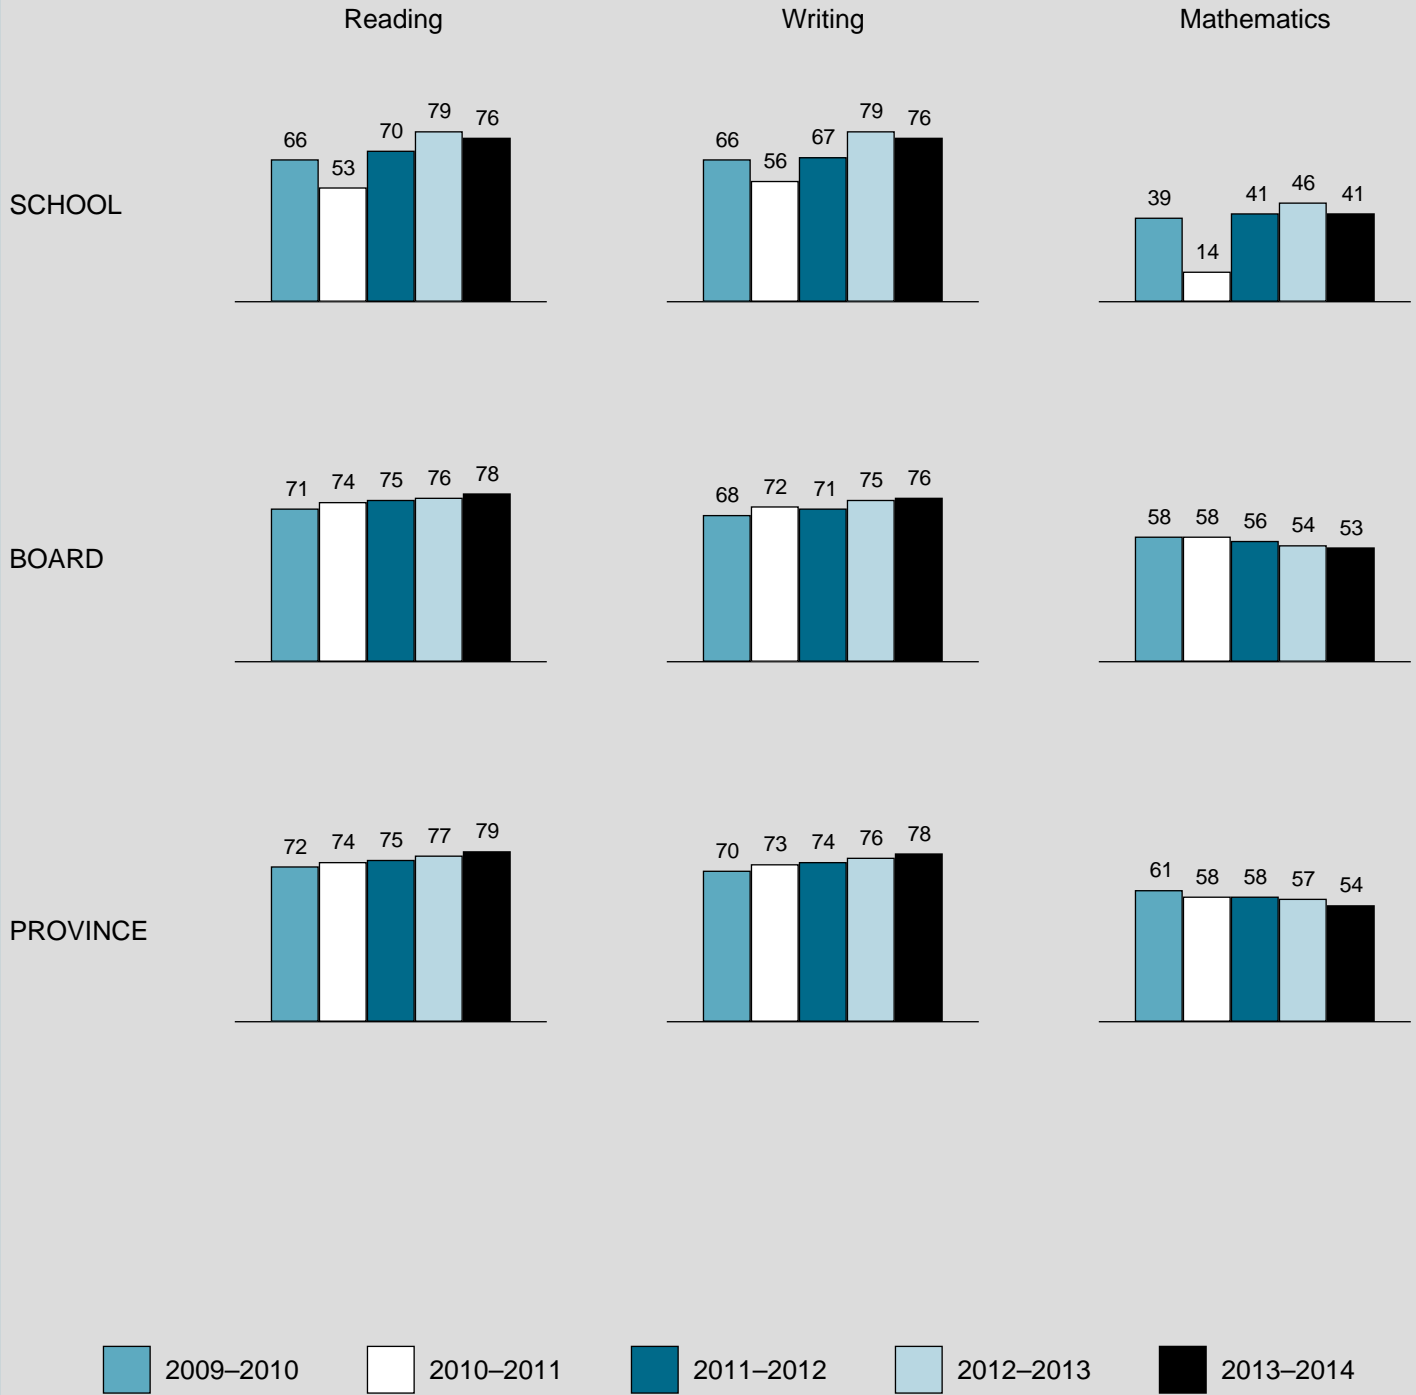 Reading Writing Mathematics
66 53 70 79 76
66 56 67 79 76
39 14 41 46 41
SCHOOL
71 74 75 76 78
68 72 71 75 76
58 58 56 54 53
BOARD
72 74 75 77 79
70 73 74 76 78
61 58 58 57 54
PROVINCE
2009–2010 2010–2011 2011–2012 2012–2013 2013–2014